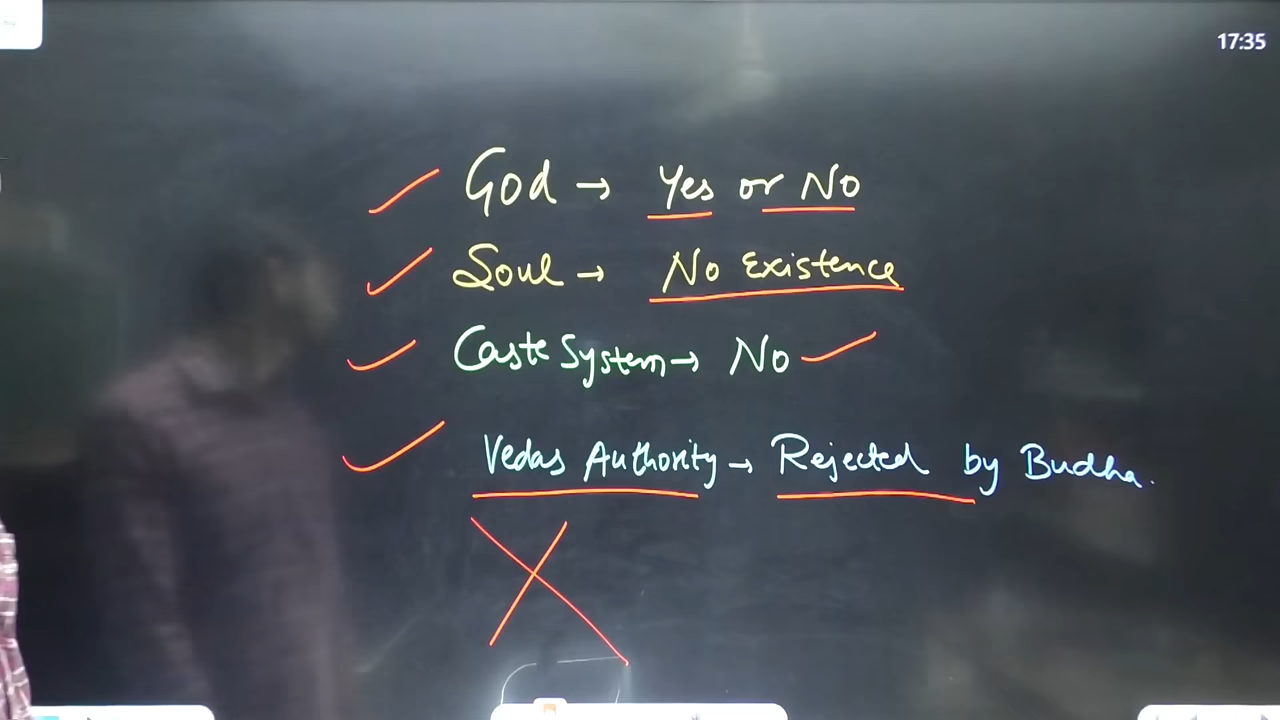 17:35
God → Yes or No
Soul → No Existence
Caste System → No
Vedas Authority → Rejected by Budha.